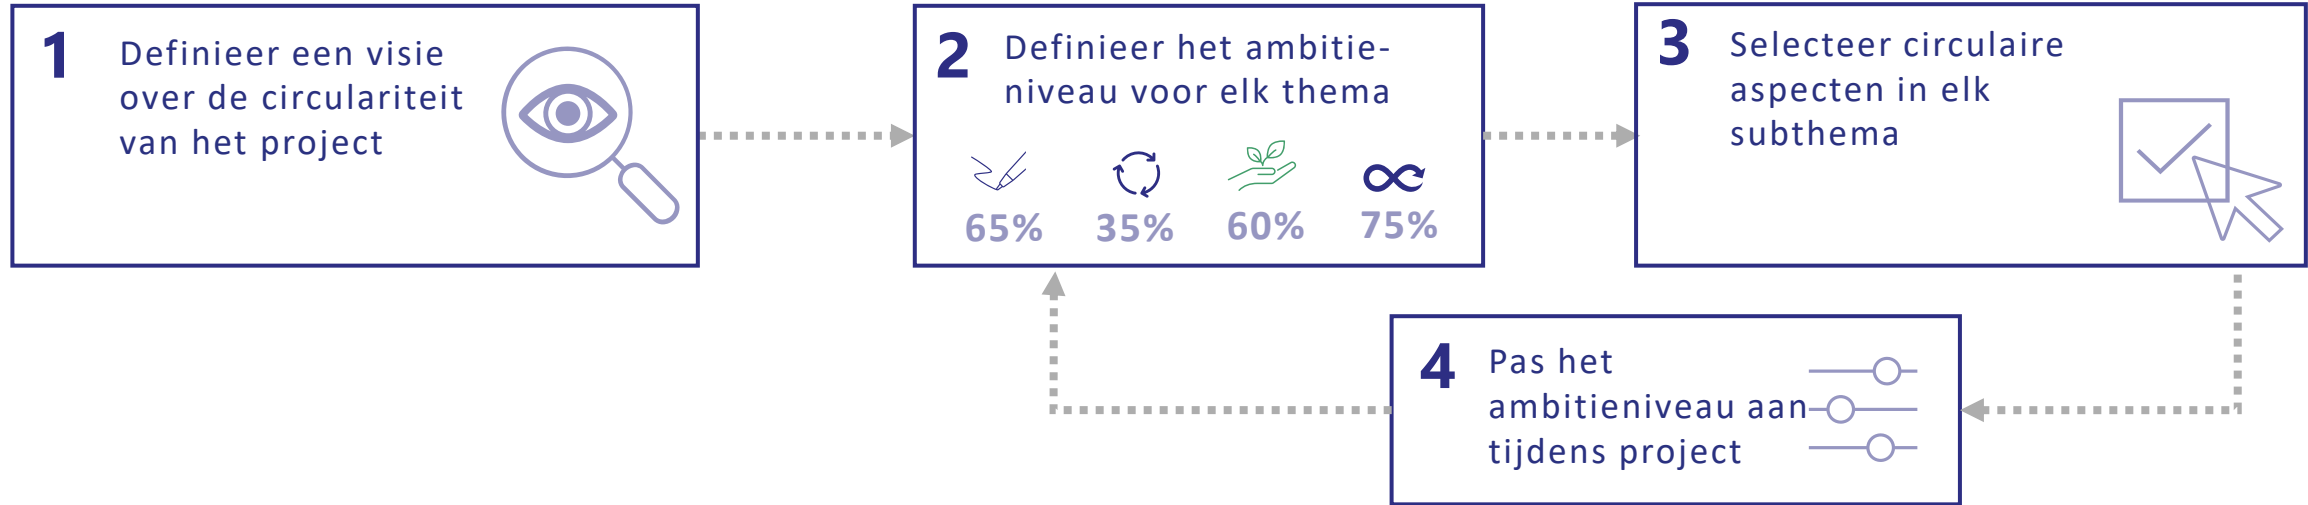 1
Definieer een visie
over de circulariteit
van het project
2
Definieer het ambitie-
niveau voor elk thema
65% 35% 60% 75%
3
Selecteer circulaire
aspecten in elk
subthema
4
Pas het
ambitieniveau aan
tijdens project